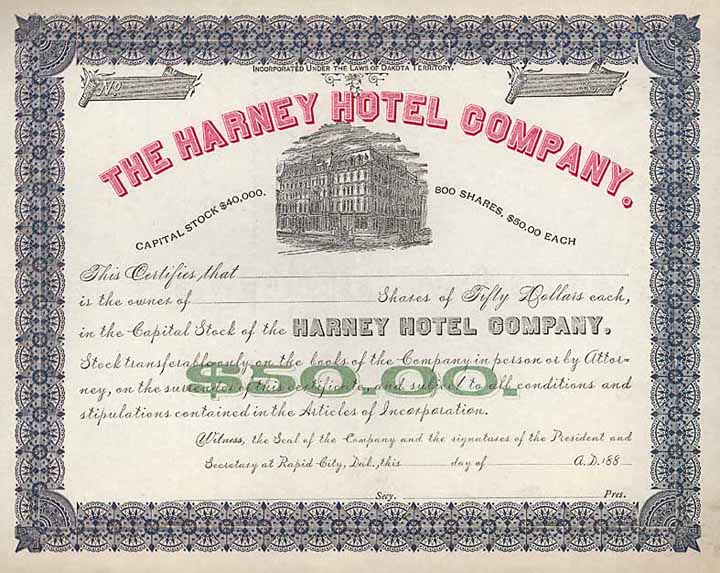 INCORPORATED UNDER THE LAWS OF DAKOTA TERRITORY.
No
THE HARNEY HOTEL COMPANY.
CAPITAL STOCK $40,000. 800 SHARES, $50.00 EACH
This Certifies that
is the owner of Shares of Fifty Dollars each,
in the Capital Stock of the HARNEY HOTEL COMPANY.
Stock transferable only on the books of the Company in person or by Attor-
ney, on the surrender of this certificate, and subject to all conditions and
$50.00.
stipulations contained in the Articles of Incorporation.
Witness, the Seal of the Company and the signatures of the President and
Secretary at Rapid City, Dak., this day of A.D. 188
Secy. Pres.